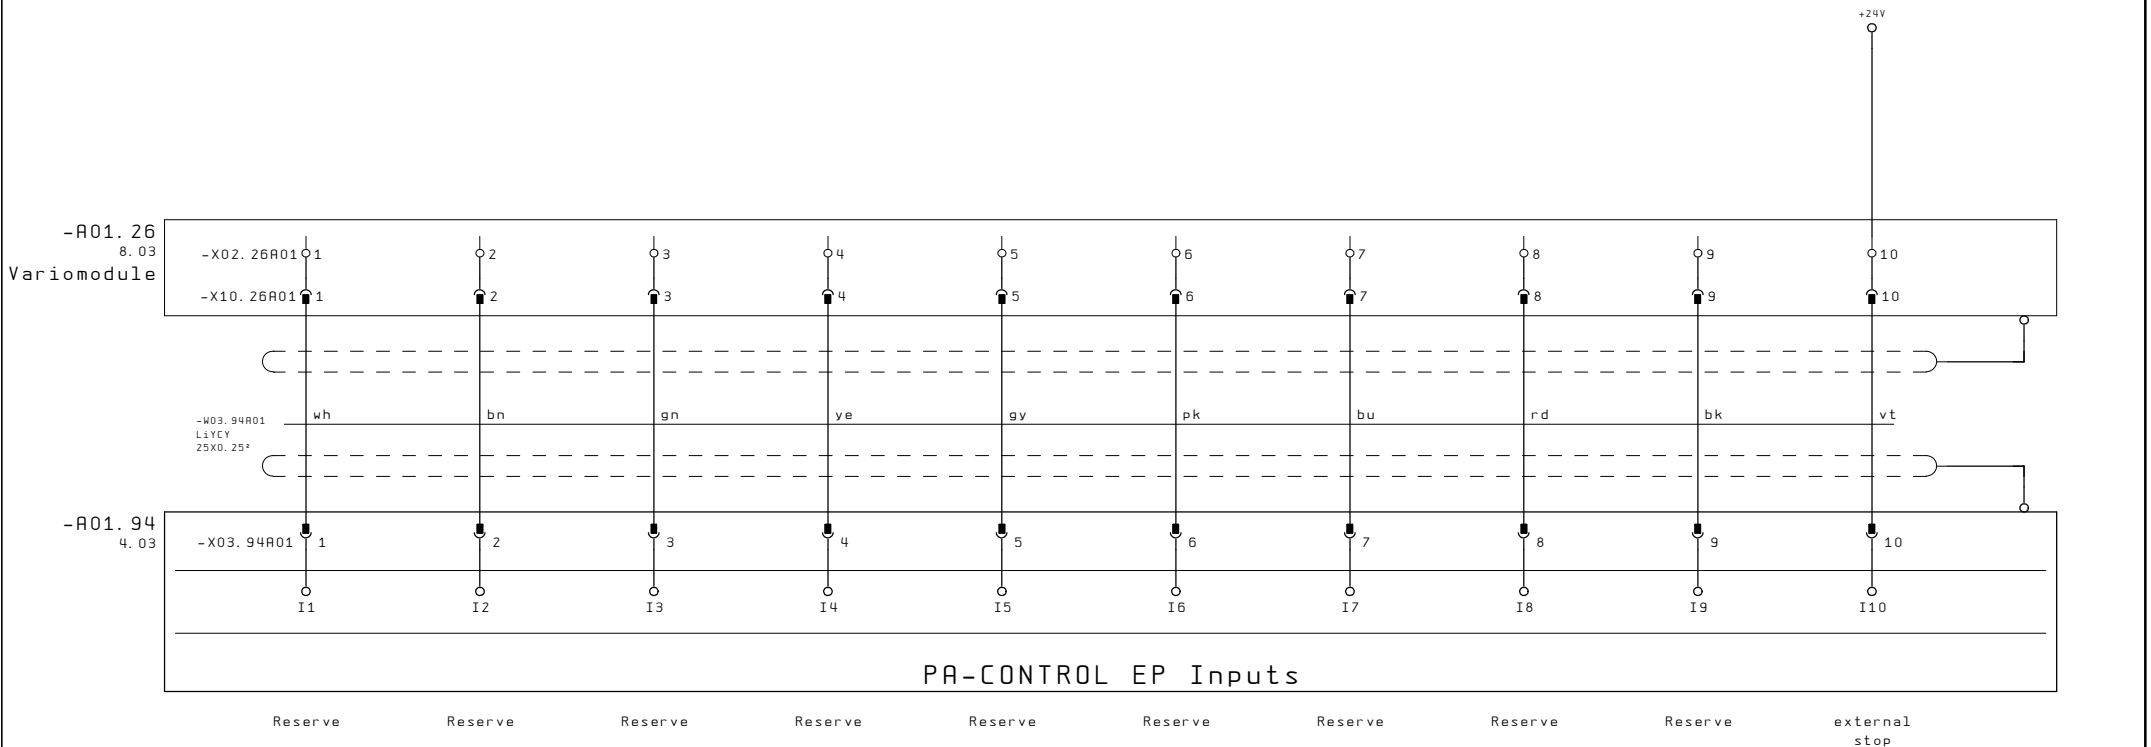 +24V
-A01.26
8.03
Variomodule
-X02.26A01 1 2 3 4 5 6 7 8 9 10
-X10.26A01 1 2 3 4 5 6 7 8 9 10
wh bn gn ye gy pk bu rd bk vt
-W03.94A01
LiYCY
25X0.25²
-A01.94
4.03
-X03.94A01 1 2 3 4 5 6 7 8 9 10
I1 I2 I3 I4 I5 I6 I7 I8 I9 I10
PA-CONTROL EP Inputs
Reserve Reserve Reserve Reserve Reserve Reserve Reserve Reserve Reserve external
stop